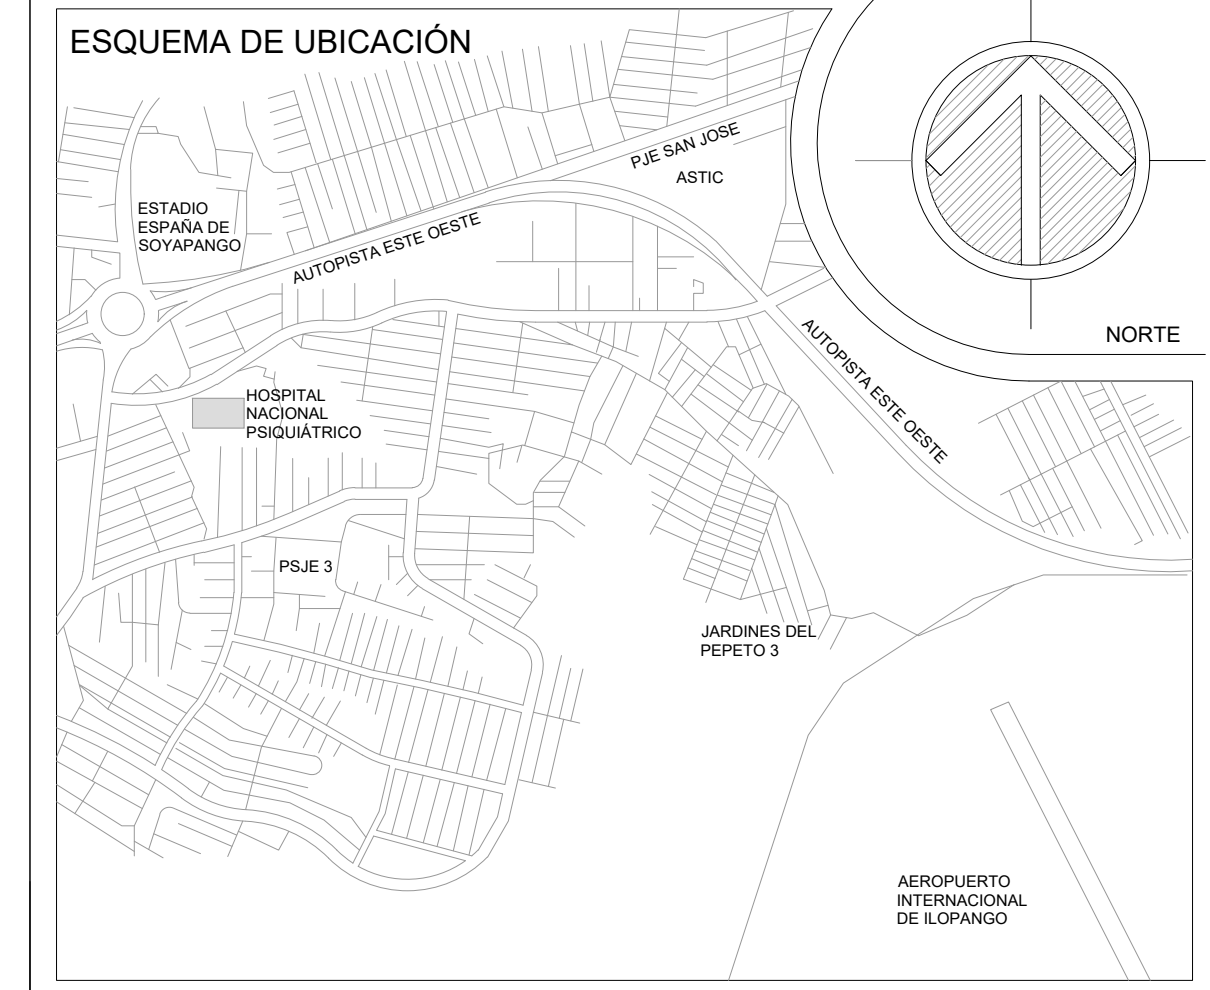 ESQUEMA DE UBICACIÓN
PJE SAN JOSE
ASTIC
ESTADIO
ESPAÑA DE
SOYAPANGO
AUTOPISTA ESTE OESTE
NORTE
AUTOPISTA ESTE OESTE
HOSPITAL
NACIONAL
PSIQUIÁTRICO
PSJE 3
JARDINES DEL
PEPETO 3
AEROPUERTO
INTERNACIONAL
DE ILOPANGO